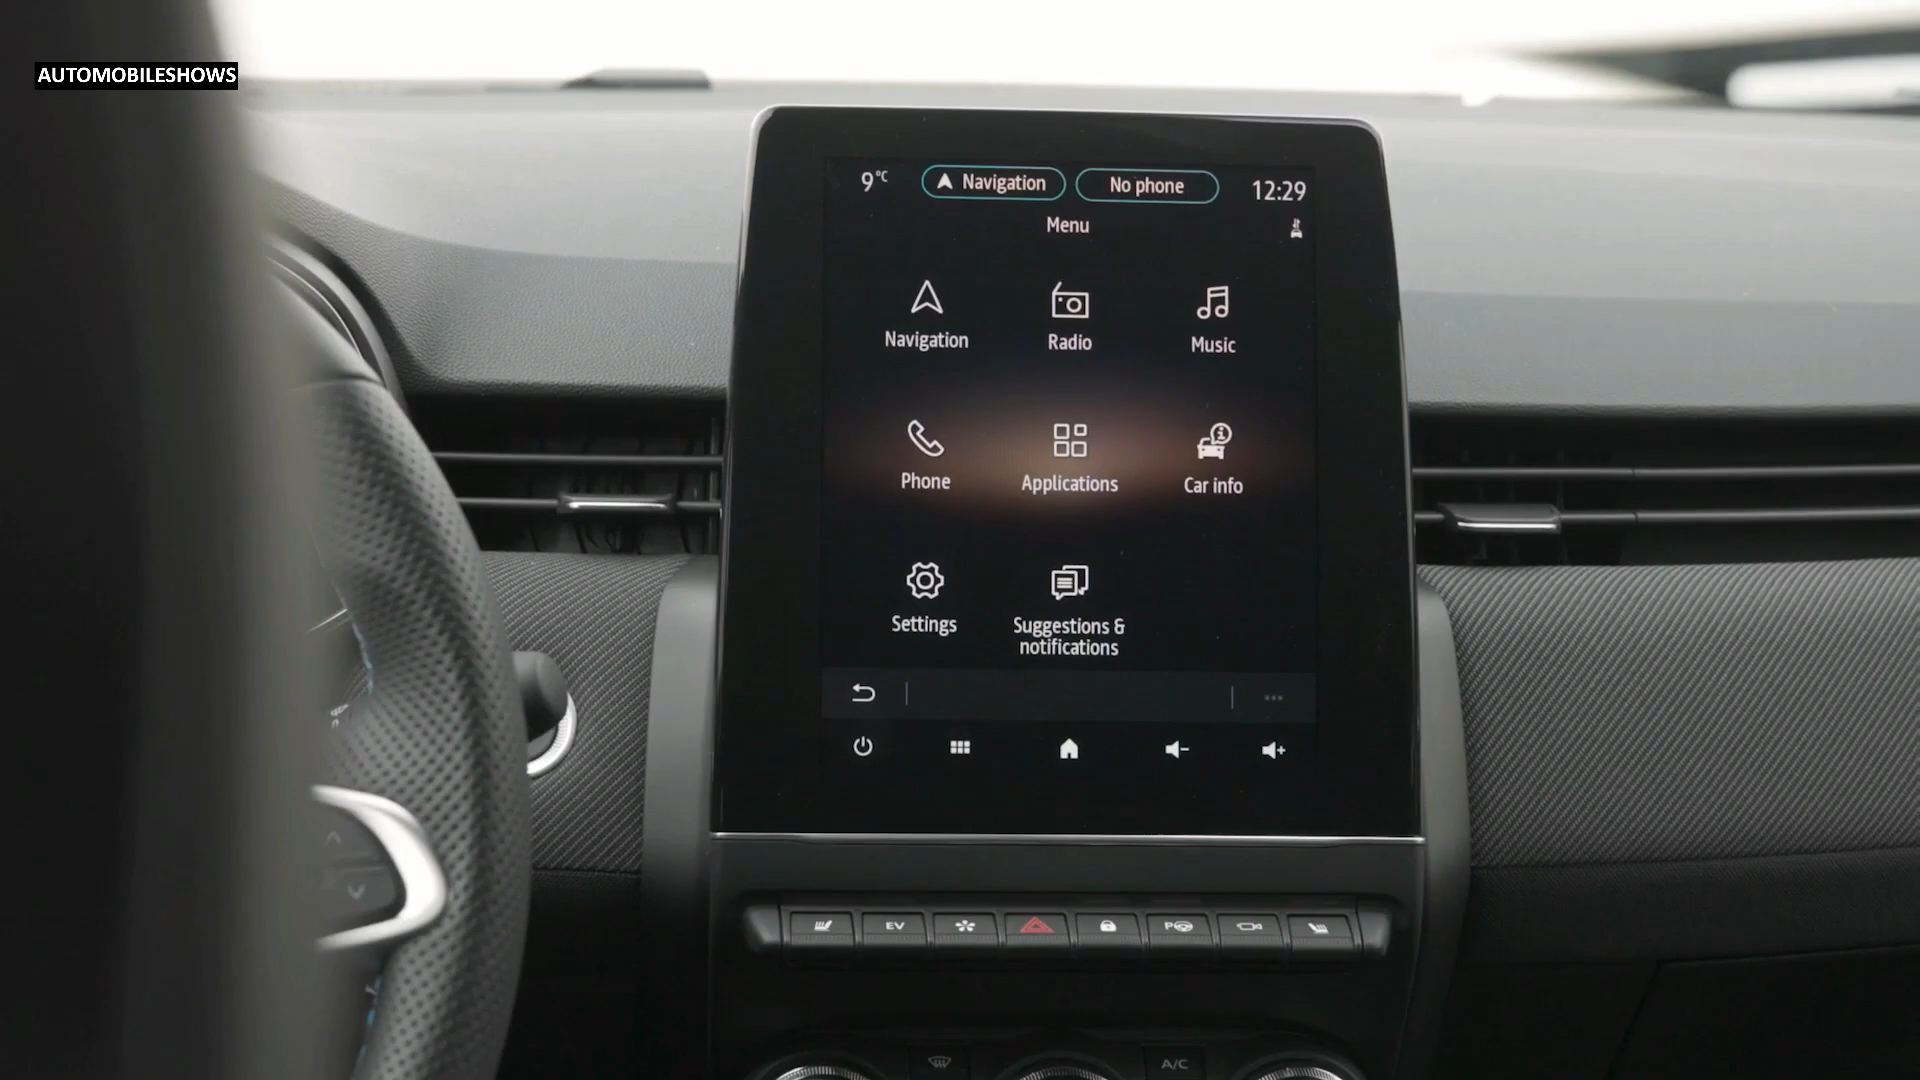 AUTOMOBILESHOWS
9°C
Navigation
No phone
12:29
Menu
Navigation
Radio
Music
Phone
Applications
Car info
Settings
Suggestions &
notifications
EV
P
A/C